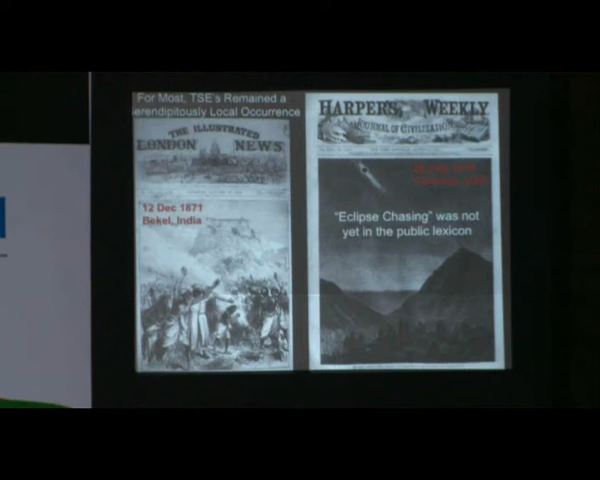 For Most, TSE's Remained a
Serendipitously Local Occurrence
THE ILLUSTRATED
LONDON NEWS
12 Dec 1871
Bekel, India
HARPER'S WEEKLY
JOURNAL OF CIVILIZATION
"Eclipse Chasing" was not
yet in the public lexicon